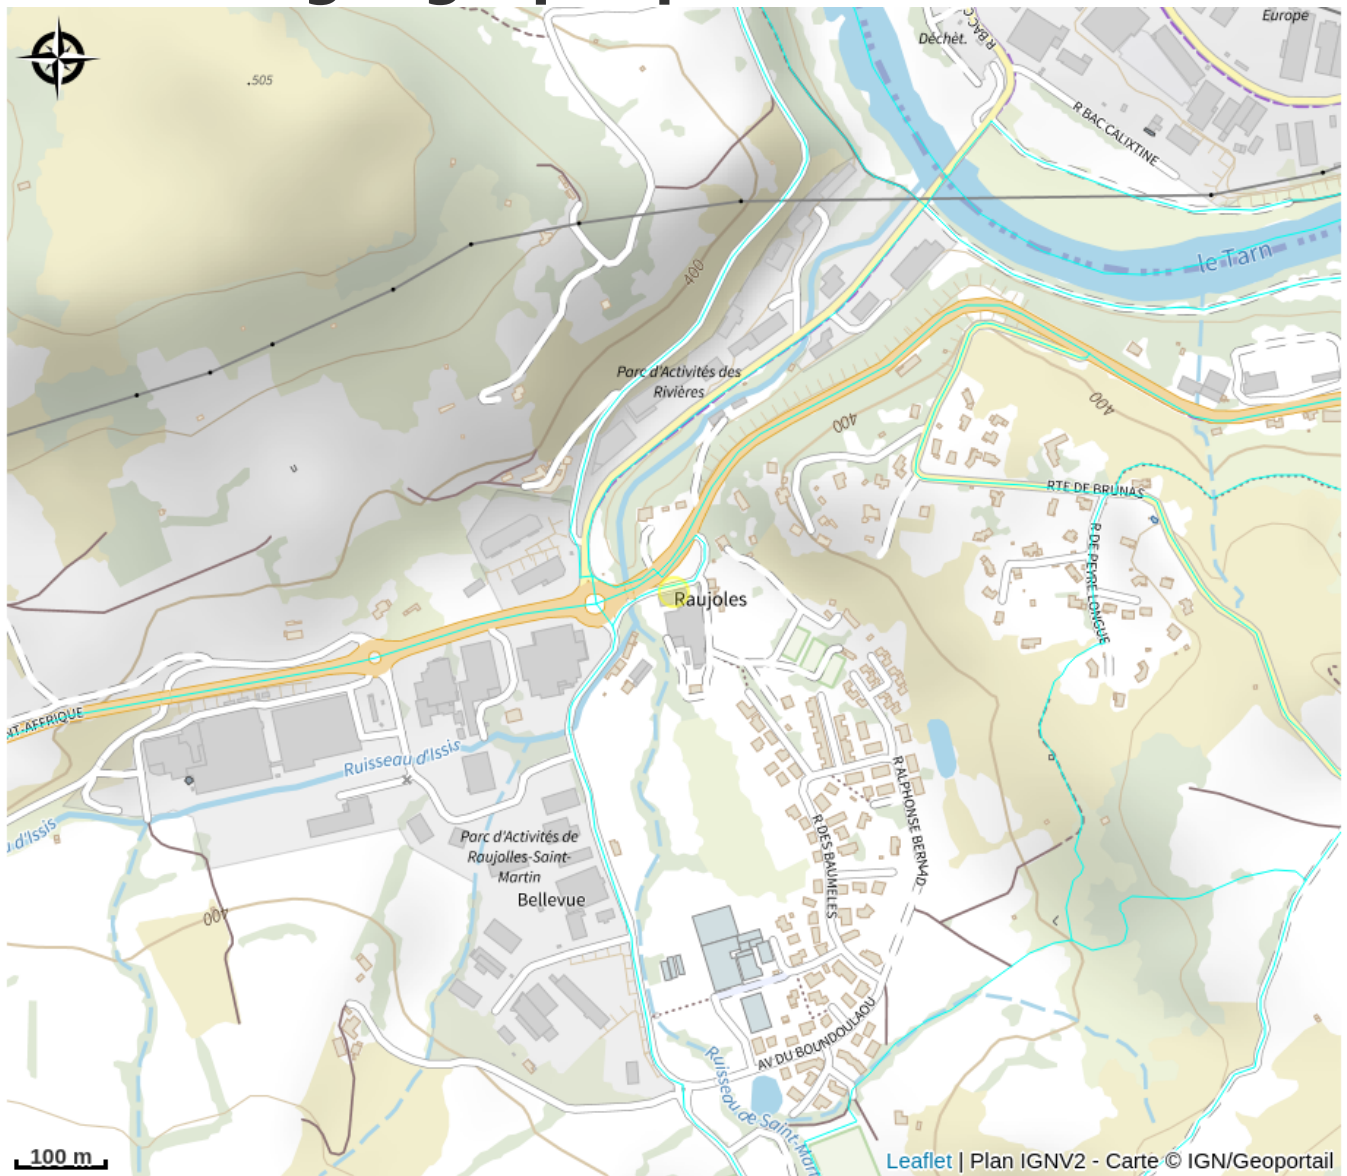 Europe
Déchèt.
R BAC C
.505
R BAC CALIXTINE
le Tarn
400
Parc d'Activités des
Rivières
400
400
RTE DE BRUNAS
R DE PEYRE LONGUE
Raujoles
NT-AFFRIQUE
Ruisseau d'Issis
u d'Issis
R ALPHONSE BERNAD
R DES BAUMELES
Parc d'Activités de
Raujolles-Saint-
Martin
Bellevue
400
AV DU BOUNDOULAOU
Ruisseau de Saint-Mart
100 m
Leaflet | Plan IGNV2 - Carte © IGN/Geoportail